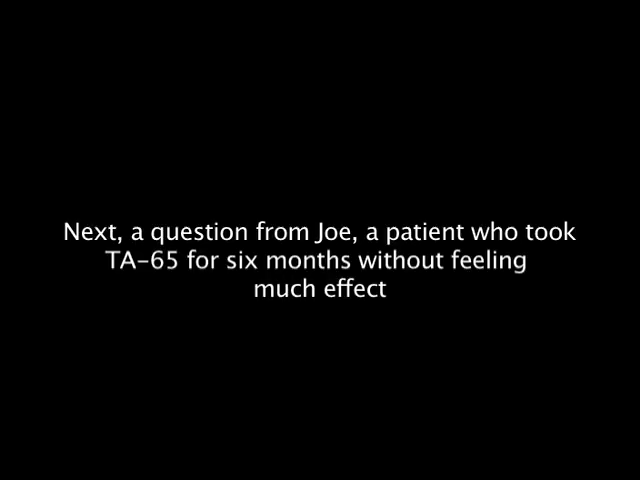 Next, a question from Joe, a patient who took
TA-65 for six months without feeling
much effect